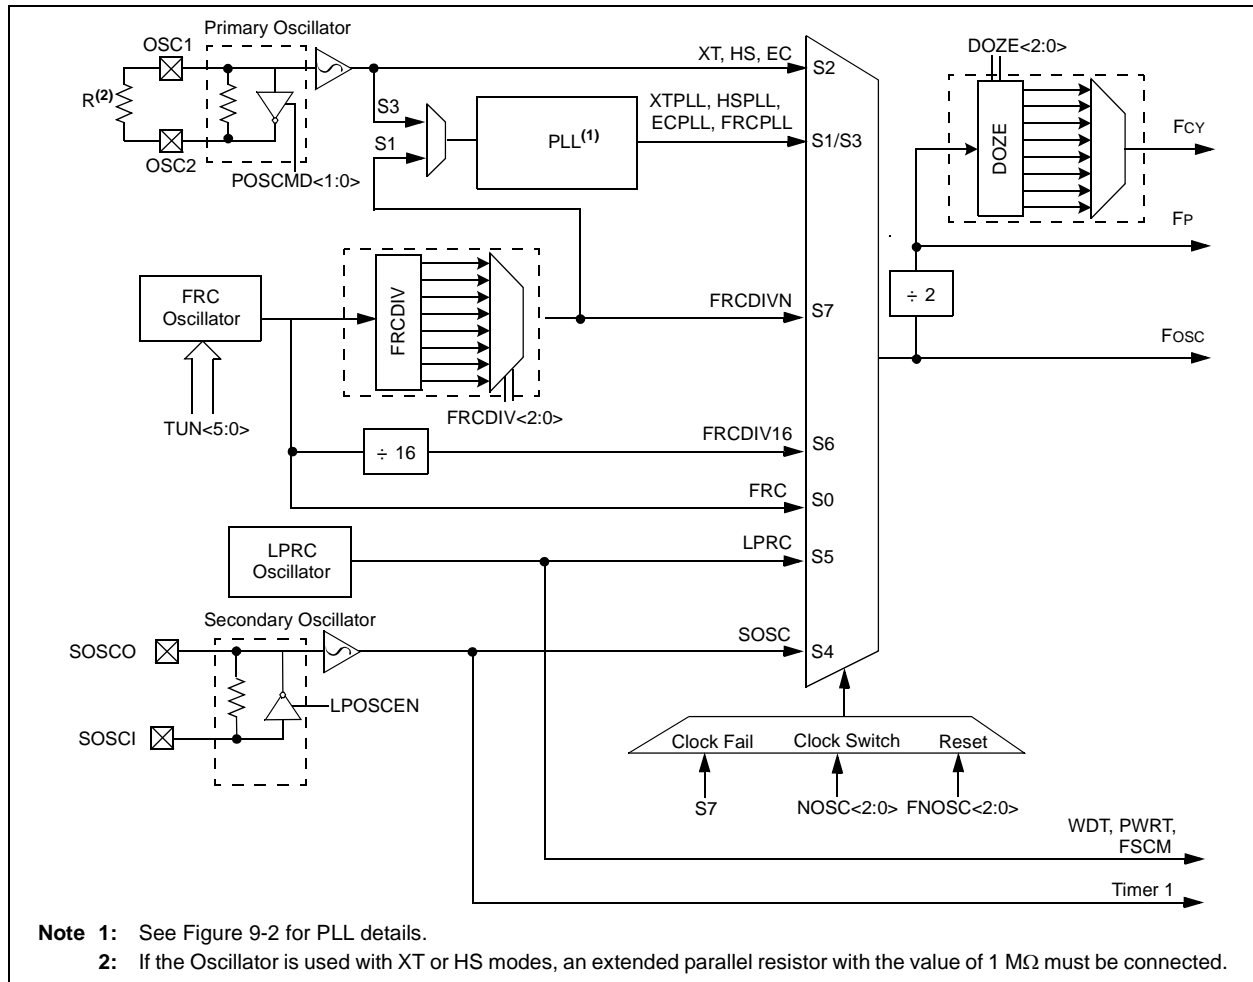 Primary Oscillator
OSC1
R(2)
OSC2
POSCMD<1:0>
S3
S1
PLL(1)
XT, HS, EC
XTPLL, HSPLL,
ECPLL, FRCPLL
S2
S1/S3
DOZE<2:0>
DOZE
FCY
FP
÷ 2
FOSC
FRC
Oscillator
TUN<5:0>
FRCDIV
FRCDIV<2:0>
FRCDIVN
S7
÷ 16
FRCDIV16
S6
FRC
S0
LPRC
Oscillator
LPRC
S5
Secondary Oscillator
SOSCO
SOSCI
LPOSCEN
SOSC
S4
Clock Fail
Clock Switch
Reset
S7
NOSC<2:0>
FNOSC<2:0>
WDT, PWRT,
FSCM
Timer 1
Note 1: See Figure 9-2 for PLL details.
2: If the Oscillator is used with XT or HS modes, an extended parallel resistor with the value of 1 MΩ must be connected.